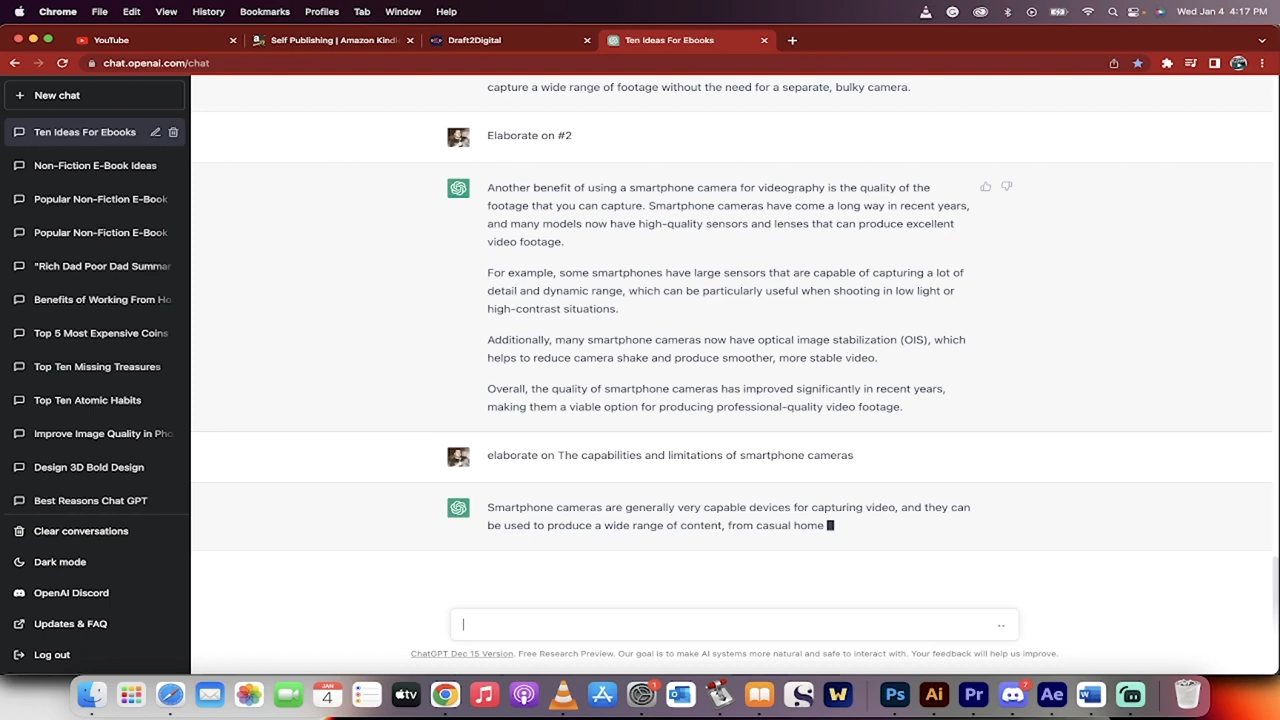 Chrome File Edit View History Bookmarks Profiles Tab Window Help Wed Jan 4 4:17 PM
YouTube Self Publishing | Amazon Kindl Draft2Digital Ten Ideas For Ebooks
chat.openai.com/chat
New chat
Ten Ideas For Ebooks
Non-Fiction E-Book Ideas
Popular Non-Fiction E-Book
Popular Non-Fiction E-Book
"Rich Dad Poor Dad Summar
Benefits of Working From Ho
Top 5 Most Expensive Coins
Top Ten Missing Treasures
Top Ten Atomic Habits
Improve Image Quality in Pho
Design 3D Bold Design
Best Reasons Chat GPT
Clear conversations
Dark mode
OpenAI Discord
Updates & FAQ
Log out
capture a wide range of footage without the need for a separate, bulky camera.
Elaborate on #2
Another benefit of using a smartphone camera for videography is the quality of the
footage that you can capture. Smartphone cameras have come a long way in recent years,
and many models now have high-quality sensors and lenses that can produce excellent
video footage.
For example, some smartphones have large sensors that are capable of capturing a lot of
detail and dynamic range, which can be particularly useful when shooting in low light or
high-contrast situations.
Additionally, many smartphone cameras now have optical image stabilization (OIS), which
helps to reduce camera shake and produce smoother, more stable video.
Overall, the quality of smartphone cameras has improved significantly in recent years,
making them a viable option for producing professional-quality video footage.
elaborate on The capabilities and limitations of smartphone cameras
Smartphone cameras are generally very capable devices for capturing video, and they can
be used to produce a wide range of content, from casual home
ChatGPT Dec 15 Version. Free Research Preview. Our goal is to make AI systems more natural and safe to interact with. Your feedback will help us improve.
JAN
4
tv
1
W
Ps
Ai
Pr
7
Ae
W